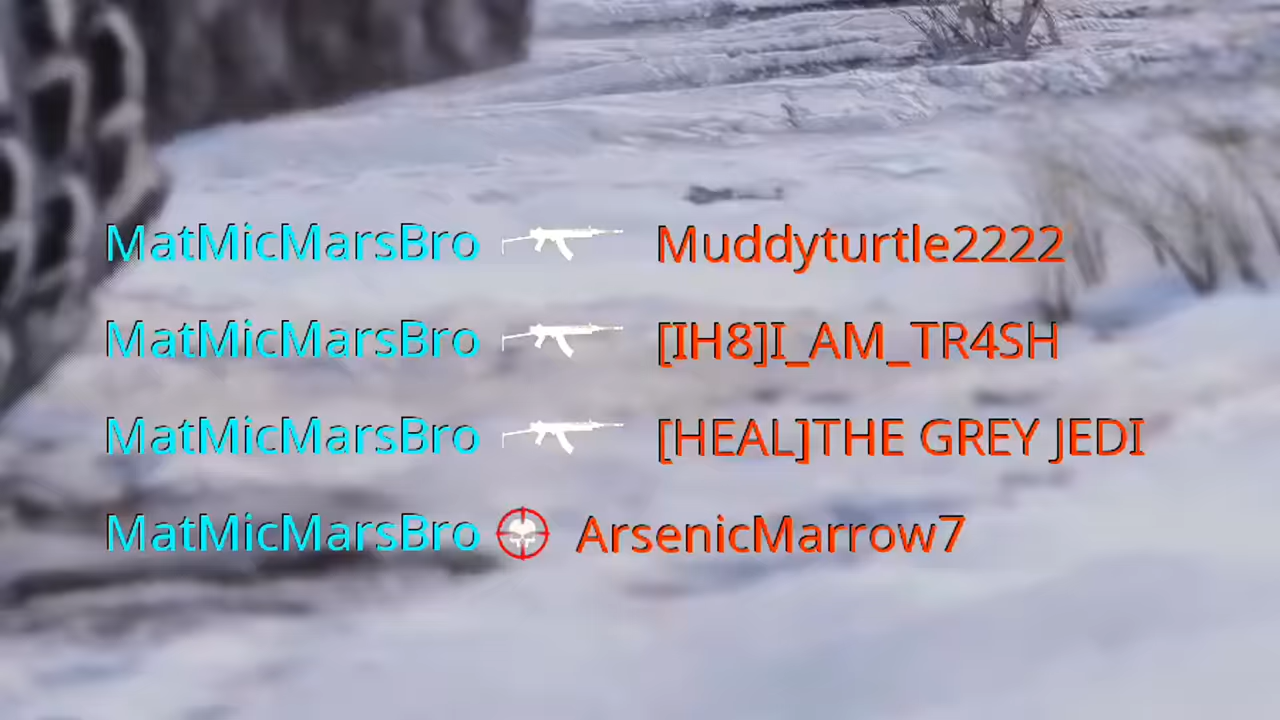 MatMicMarsBro Muddyturtle2222
MatMicMarsBro [IH8]I_AM_TR4SH
MatMicMarsBro [HEAL]THE GREY JEDI
MatMicMarsBro ArsenicMarrow7